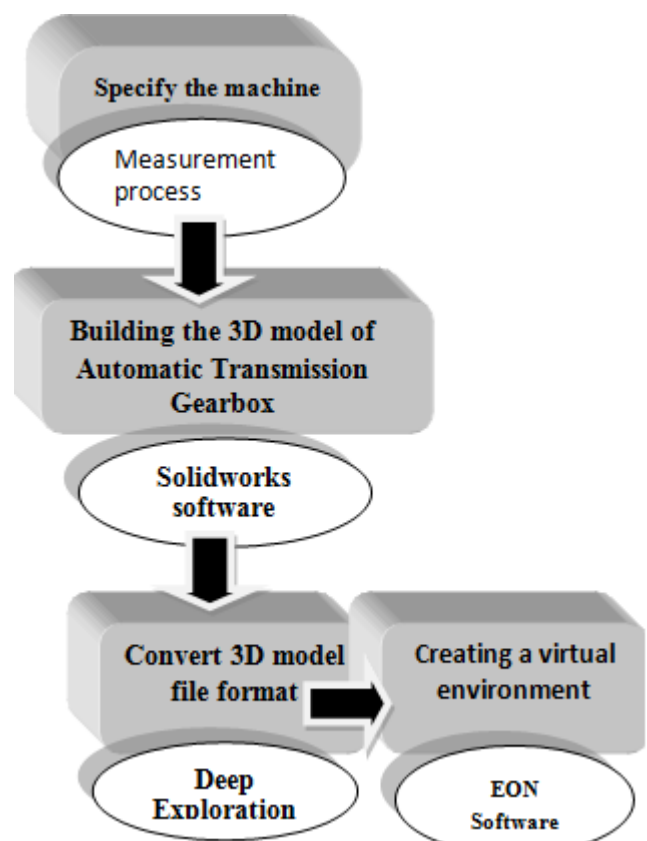 Specify the machine
Measurement
process
Building the 3D model of
Automatic Transmission
Gearbox
Solidworks
software
Convert 3D model
file format
Deep
Exploration
Creating a virtual
environment
EON
Software